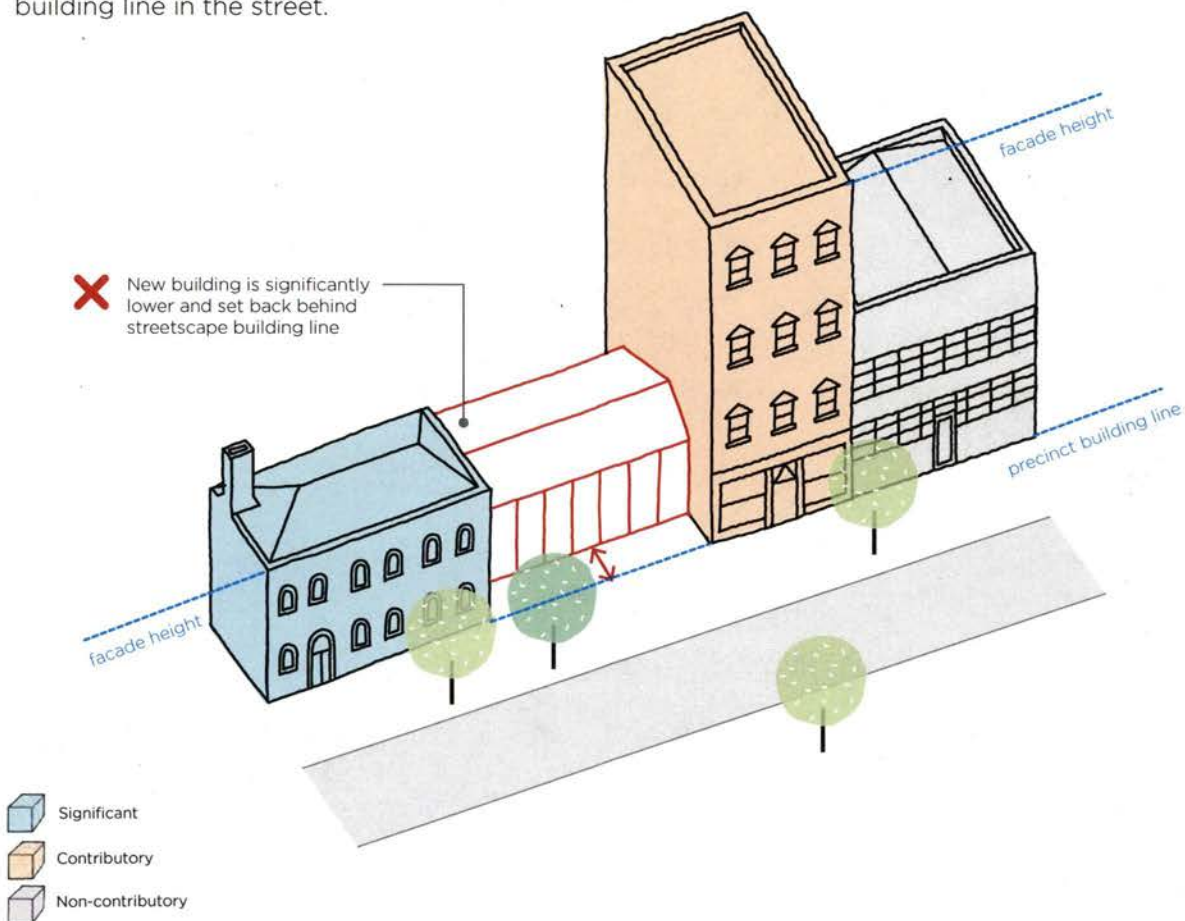 building line in the street.
facade height
New building is significantly
lower and set back behind
streetscape building line
precinct building line
facade height
Significant
Contributory
Non-contributory